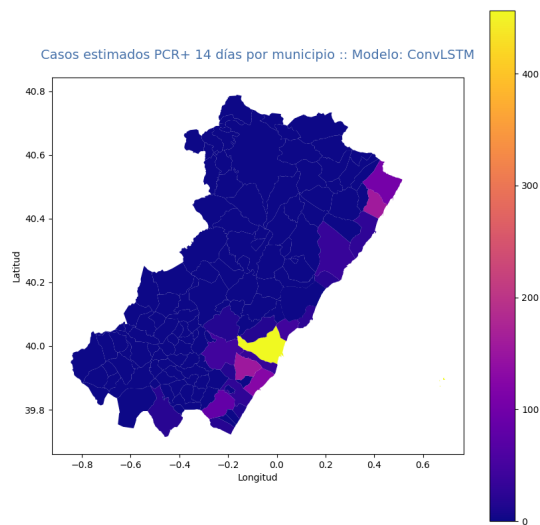 Casos estimados PCR+ 14 días por municipio :: Modelo: ConvLSTM
40.8
40.6
40.4
40.2
40.0
39.8
Latitud
−0.8 −0.6 −0.4 −0.2 0.0 0.2 0.4 0.6
Longitud
400
300
200
100
0